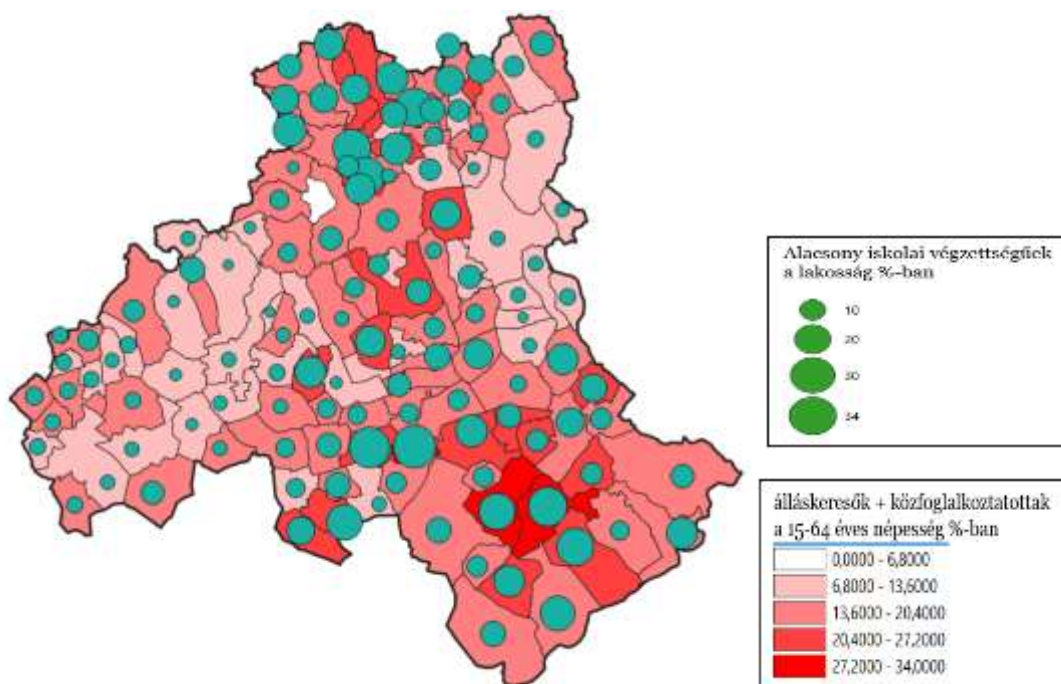 Alacsony iskolai végzettségűek
a lakosság %-ban
10
20
30
34
álláskeresők + közfoglalkoztatottak
a 15-64 éves népesség %-ban
0,0000 - 6,8000
6,8000 - 13,6000
13,6000 - 20,4000
20,4000 - 27,2000
27,2000 - 34,0000